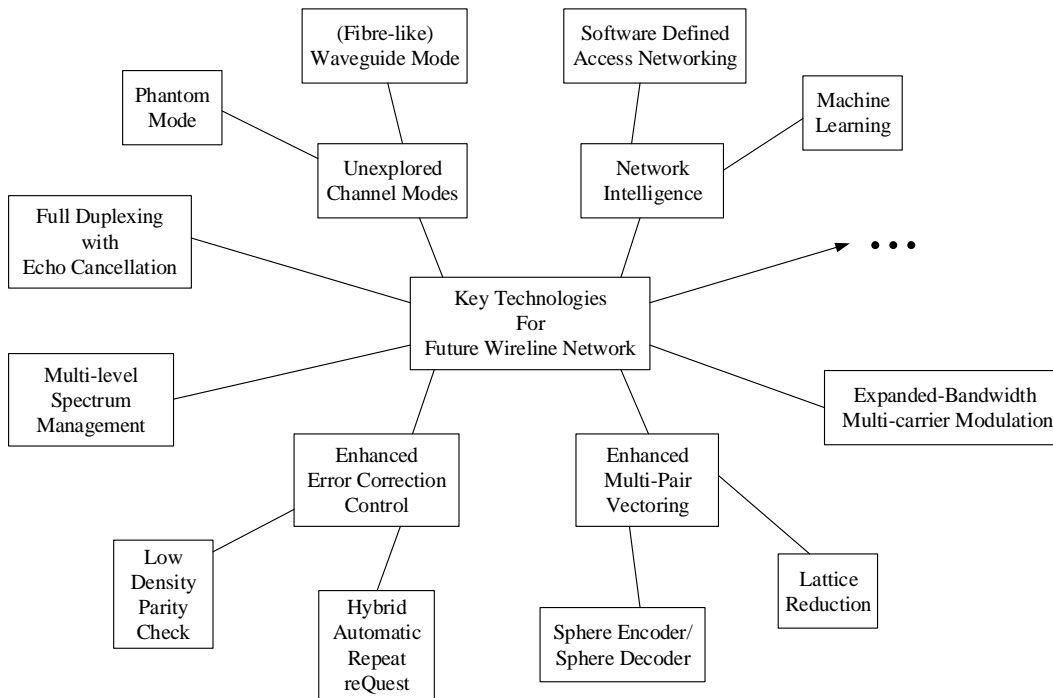 (Fibre-like)
Waveguide Mode
Software Defined
Access Networking
Phantom
Mode
Machine
Learning
Unexplored
Channel Modes
Network
Intelligence
Full Duplexing
with
Echo Cancellation
• • •
Key Technologies
For
Future Wireline Network
Multi-level
Spectrum
Management
Expanded-Bandwidth
Multi-carrier Modulation
Enhanced
Error Correction
Control
Enhanced
Multi-Pair
Vectoring
Low
Density
Parity
Check
Hybrid
Automatic
Repeat
reQuest
Sphere Encoder/
Sphere Decoder
Lattice
Reduction